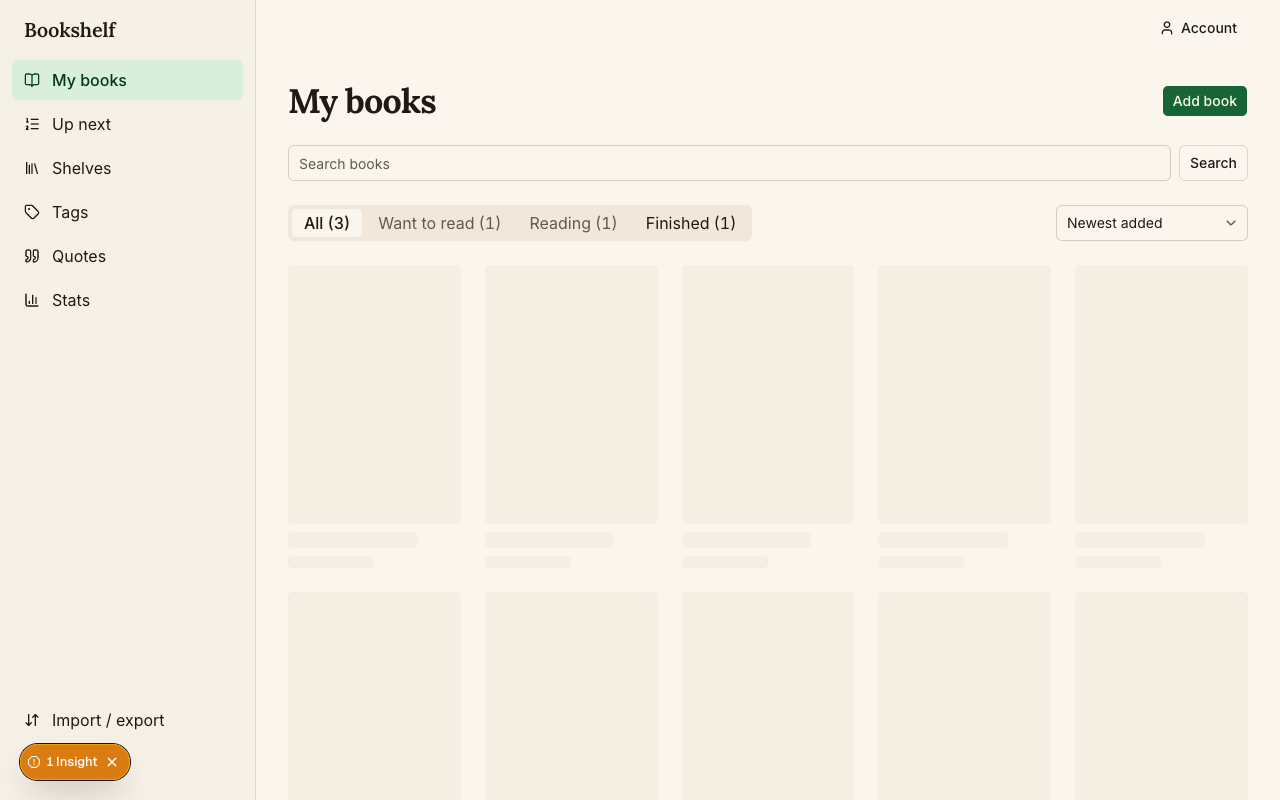 Bookshelf
Account
My books
Up next
Shelves
Tags
Quotes
Stats
Import / export
1 Insight
My books
Add book
Search books
Search
All (3)
Want to read (1)
Reading (1)
Finished (1)
Newest added